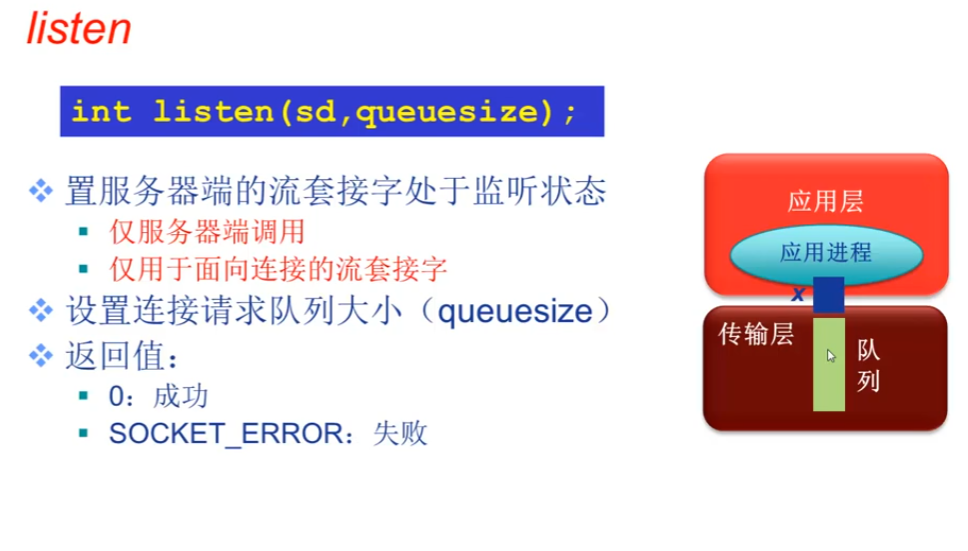 listen
int listen(sd,queuesize);
置服务器端的流套接字处于监听状态
仅服务器端调用
仅用于面向连接的流套接字
设置连接请求队列大小（queuesize）
返回值：
0：成功
SOCKET_ERROR：失败
应用层
应用进程
x
传输层
队
列